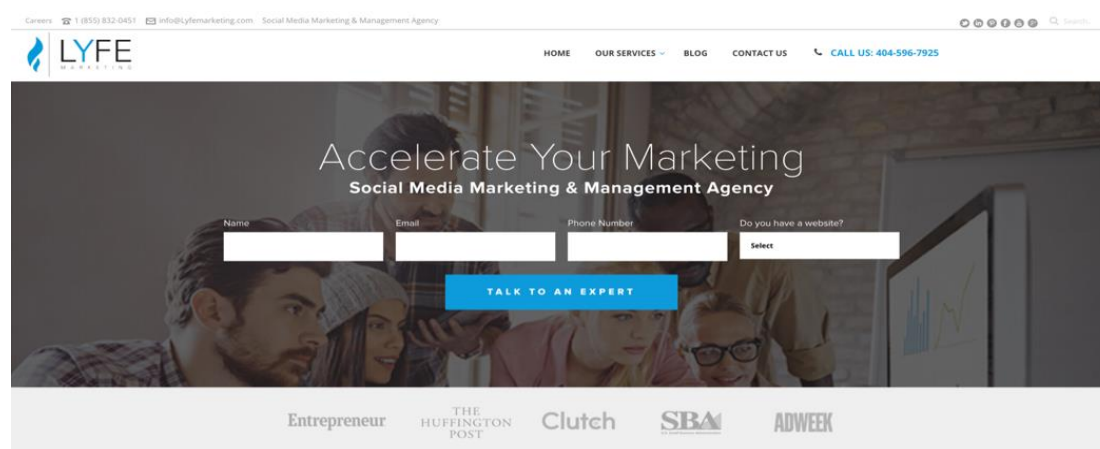 Careers 1 (855) 832-0451 info@Lyfemarketing.com Social Media Marketing & Management Agency Search
LYFE
MARKETING
HOME OUR SERVICES BLOG CONTACT US CALL US: 404-596-7925
Accelerate Your Marketing
Social Media Marketing & Management Agency
Name Email Phone Number Do you have a website?
Select
TALK TO AN EXPERT
Entrepreneur THE HUFFINGTON POST Clutch SBA ADWEEK